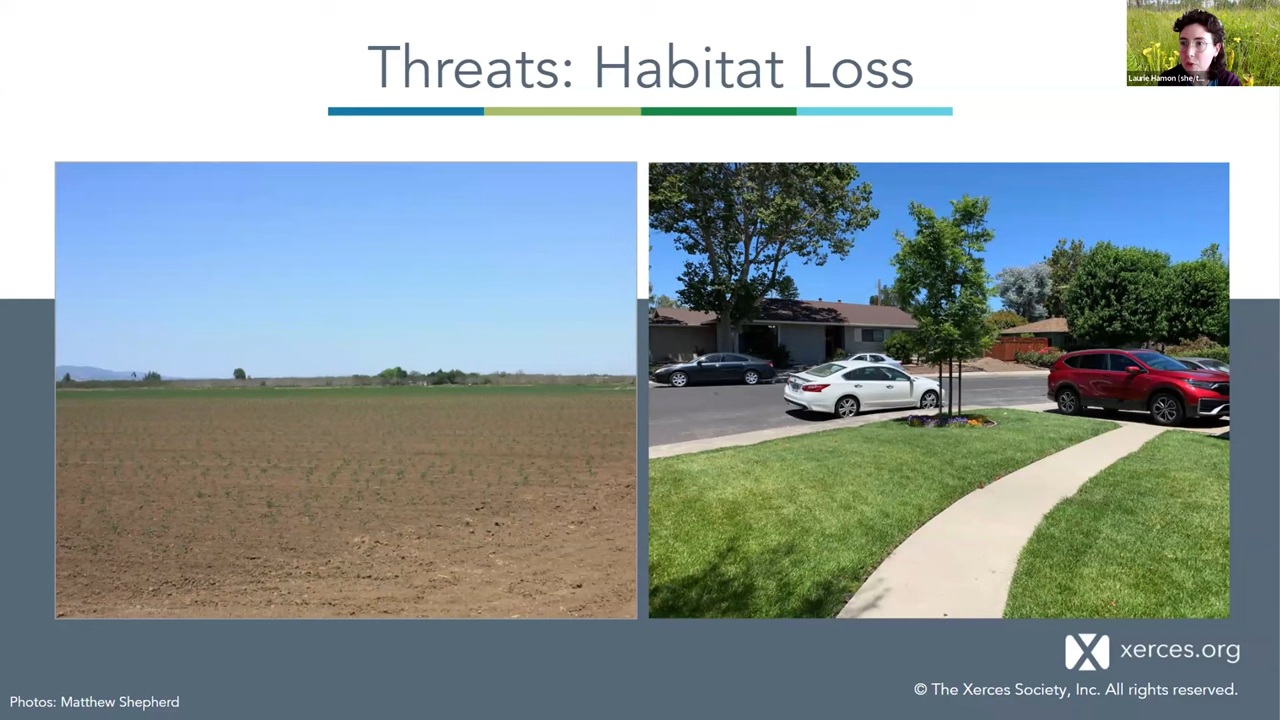 Threats: Habitat Loss
Laurie Hamon (she/t...
xerces.org
© The Xerces Society, Inc. All rights reserved.
Photos: Matthew Shepherd